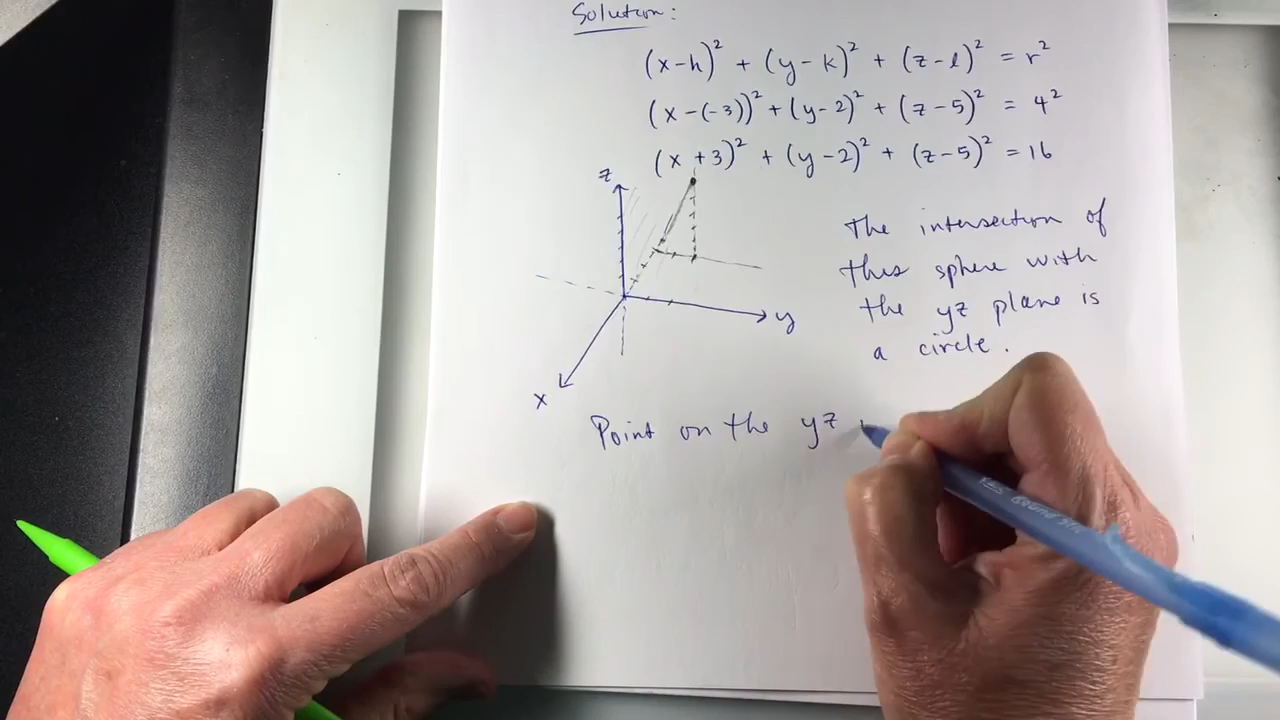 Solution:
(x-h)² + (y-k)² + (z-l)² = r²
(x-(-3))² + (y-2)² + (z-5)² = 4²
(x+3)² + (y-2)² + (z-5)² = 16
z
The intersection of
this sphere with
the yz plane is
a circle.
y
x
Point on the yz